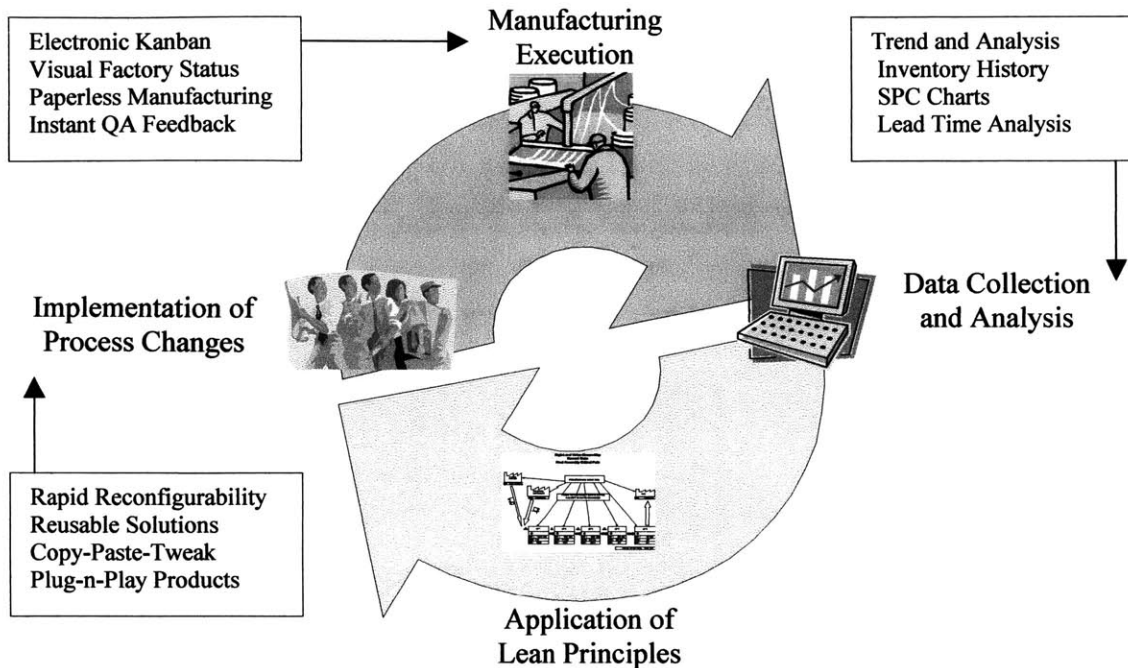 Electronic Kanban
Visual Factory Status
Paperless Manufacturing
Instant QA Feedback
Manufacturing
Execution
Trend and Analysis
Inventory History
SPC Charts
Lead Time Analysis
Implementation of
Process Changes
Data Collection
and Analysis
Rapid Reconfigurability
Reusable Solutions
Copy-Paste-Tweak
Plug-n-Play Products
Application of
Lean Principles